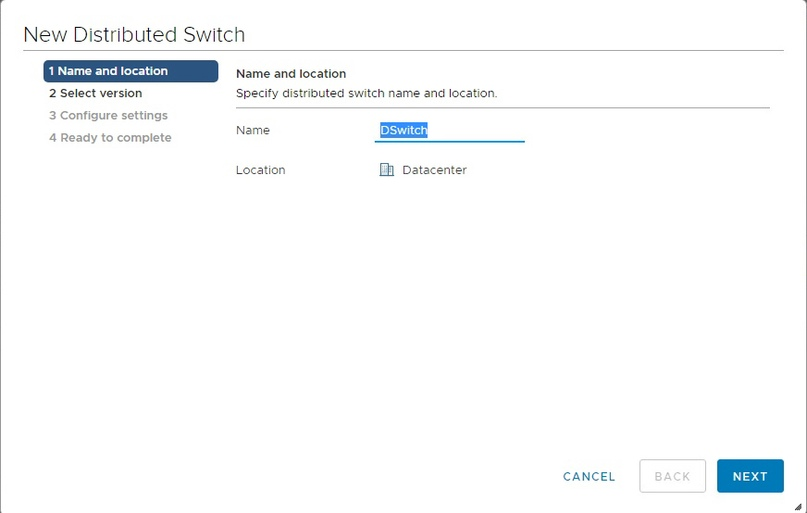 New Distributed Switch
1 Name and location
2 Select version
3 Configure settings
4 Ready to complete
Name and location
Specify distributed switch name and location.
Name DSwitch
Location Datacenter
CANCEL BACK NEXT